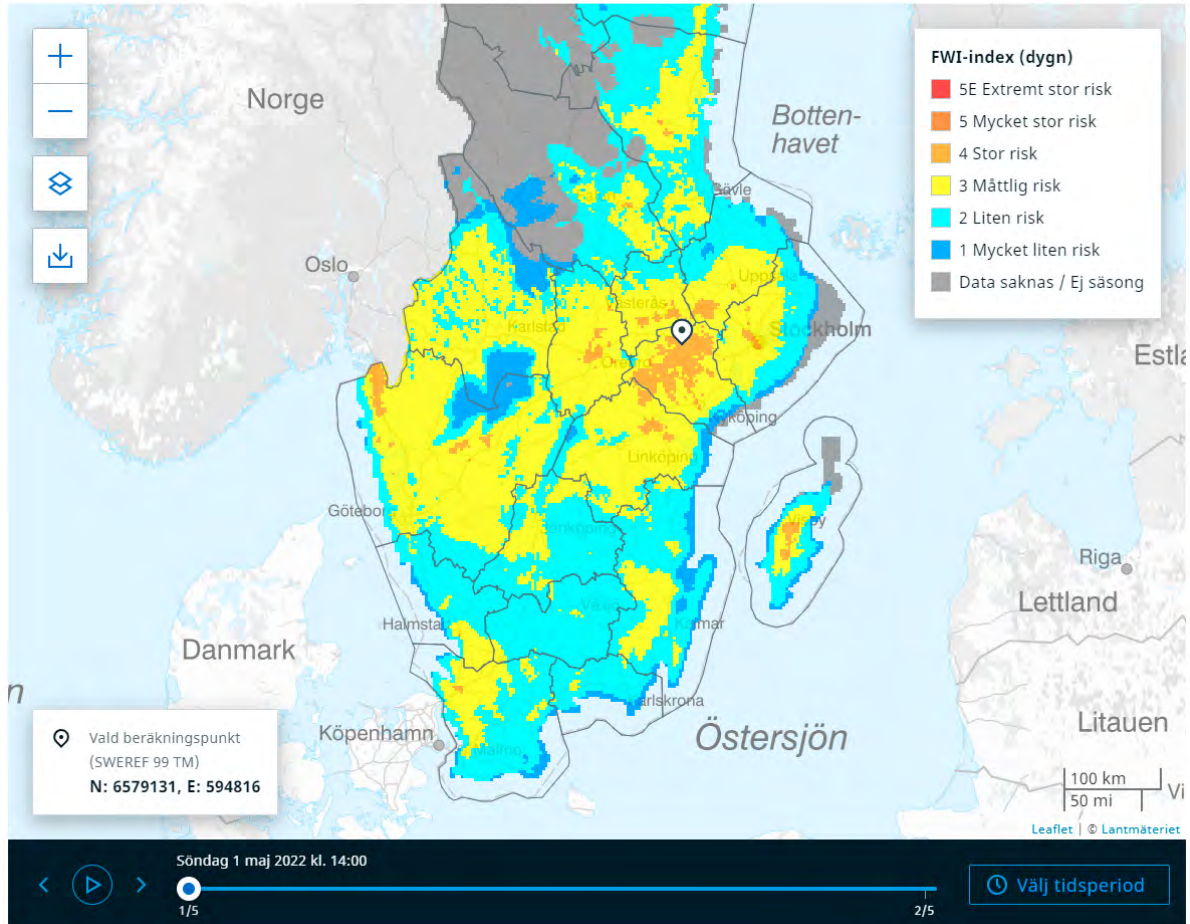 Norge
Botten-
havet
FWI-index (dygn)
5E Extremt stor risk
5 Mycket stor risk
4 Stor risk
3 Måttlig risk
2 Liten risk
1 Mycket liten risk
Data saknas / Ej säsong
Gävle
Oslo
Uppsala
Västerås
Karlstad
Stockholm
Örebro
Estla
Nyköping
Linköping
Göteborg
Visby
Jönköping
Riga
Växjö
Lettland
Halmstad
Kalmar
Danmark
n
Karlskrona
Litauen
Köpenhamn
Östersjön
Malmö
Vald beräkningspunkt
(SWEREF 99 TM)
N: 6579131, E: 594816
100 km
50 mi
Vi
Leaflet | © Lantmäteriet
Söndag 1 maj 2022 kl. 14:00
1/5
2/5
Välj tidsperiod